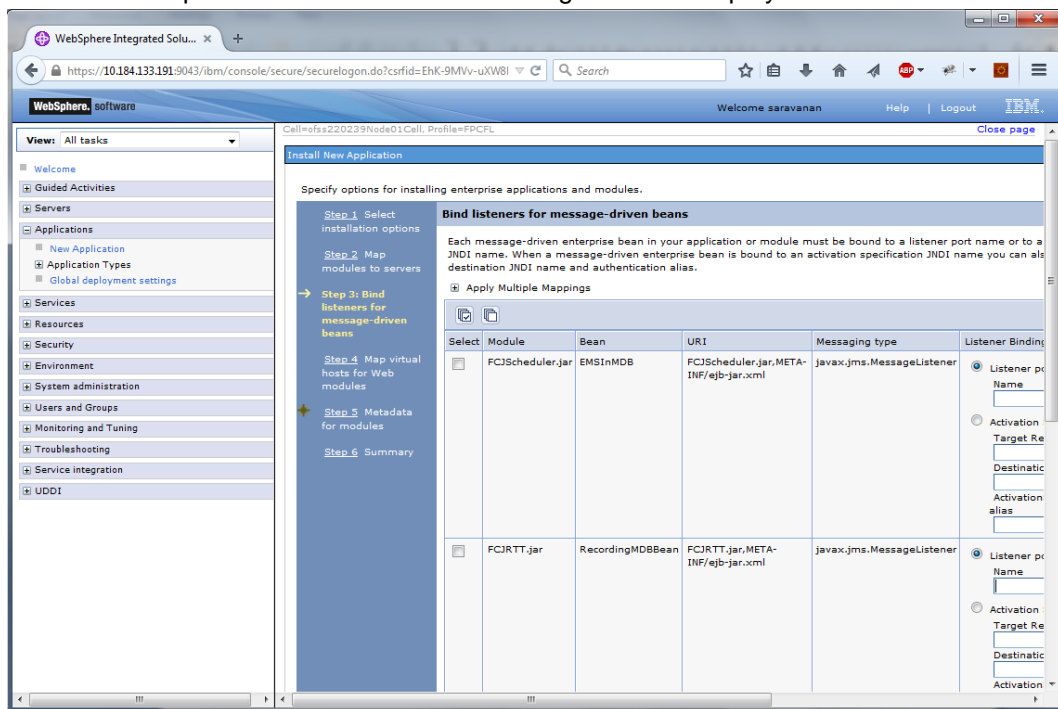 WebSphere Integrated Solu...
https://10.184.133.191:9043/ibm/console/secure/securelogon.do?csrfid=EhK-9MVv-uXW8l
Search
ABP
WebSphere. software
Welcome saravanan
Help | Logout
IBM.
View: All tasks
Welcome
Guided Activities
Servers
Applications
New Application
Application Types
Global deployment settings
Services
Resources
Security
Environment
System administration
Users and Groups
Monitoring and Tuning
Troubleshooting
Service integration
UDDI
Cell=ofss220239Node01Cell, Profile=FPCFL
Close page
Install New Application
Specify options for installing enterprise applications and modules.
Step 1 Select
installation options
Step 2 Map
modules to servers
Step 3: Bind
listeners for
message-driven
beans
Step 4 Map virtual
hosts for Web
modules
Step 5 Metadata
for modules
Step 6 Summary
Bind listeners for message-driven beans
Each message-driven enterprise bean in your application or module must be bound to a listener port name or to a
JNDI name. When a message-driven enterprise bean is bound to an activation specification JNDI name you can als
destination JNDI name and authentication alias.
Apply Multiple Mappings
Select Module Bean URI Messaging type Listener Binding
FCJScheduler.jar EMSInMDB FCJScheduler.jar,META-
INF/ejb-jar.xml javax.jms.MessageListener
Listener po
Name
Activation
Target Re
Destinatic
Activation
alias
FCJRTT.jar RecordingMDBBean FCJRTT.jar,META-
INF/ejb-jar.xml javax.jms.MessageListener
Listener po
Name
Activation
Target Re
Destinatic
Activation